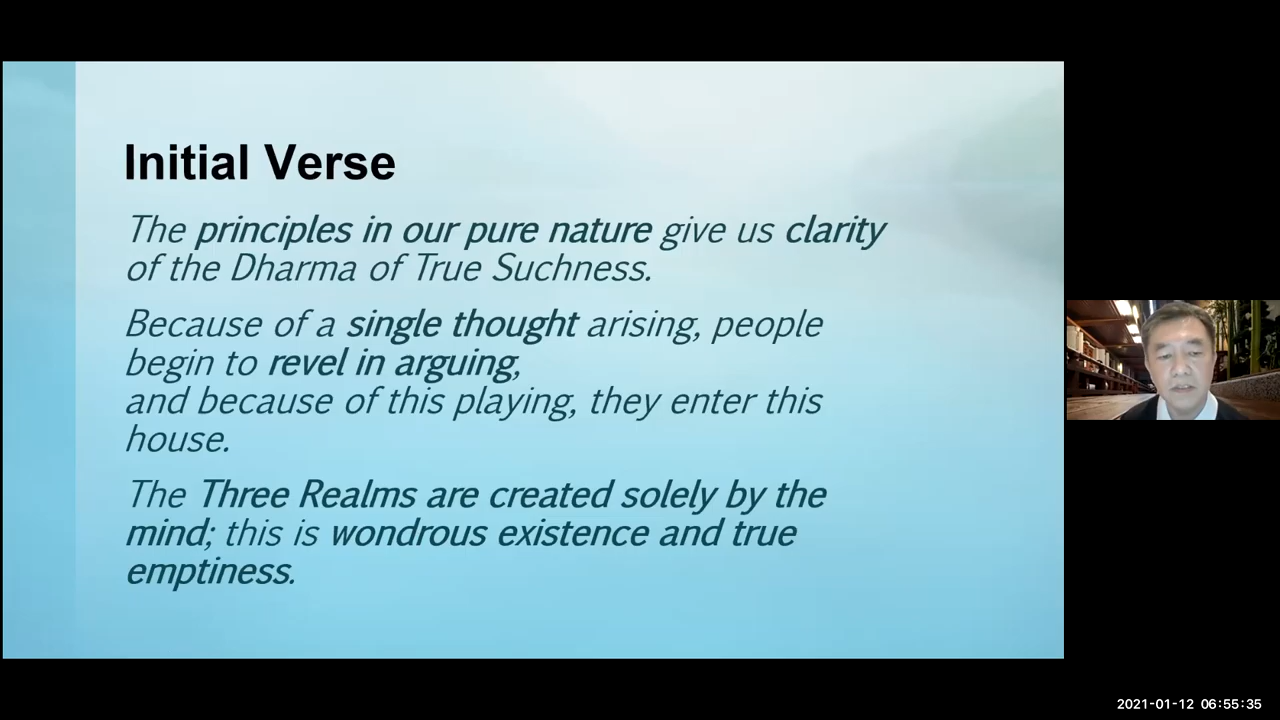 Initial Verse
The principles in our pure nature give us clarity
of the Dharma of True Suchness.
Because of a single thought arising, people
begin to revel in arguing,
and because of this playing, they enter this
house.
The Three Realms are created solely by the
mind; this is wondrous existence and true
emptiness.
2021-01-12 06:55:35